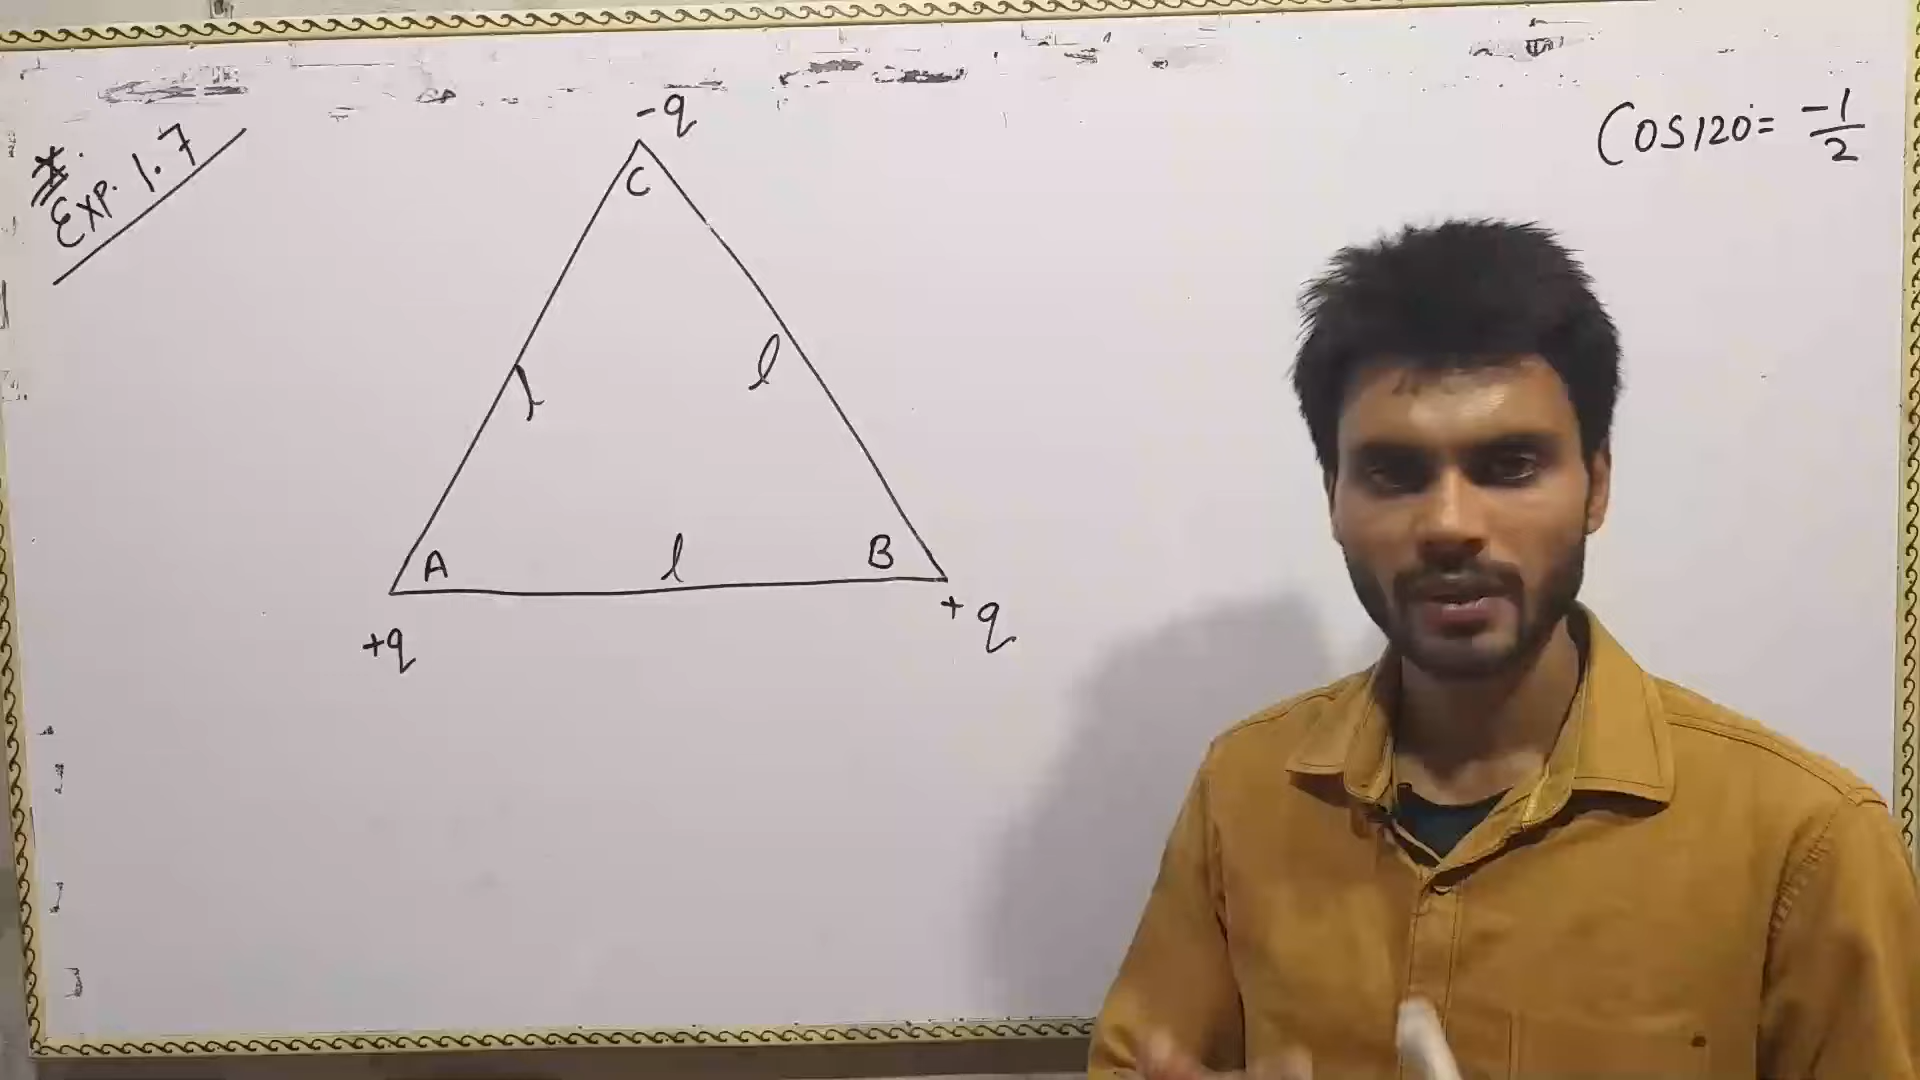 Exp. 1.7
-q
Cos120°= -1/2
C
l
l
A
l
B
+q
+q